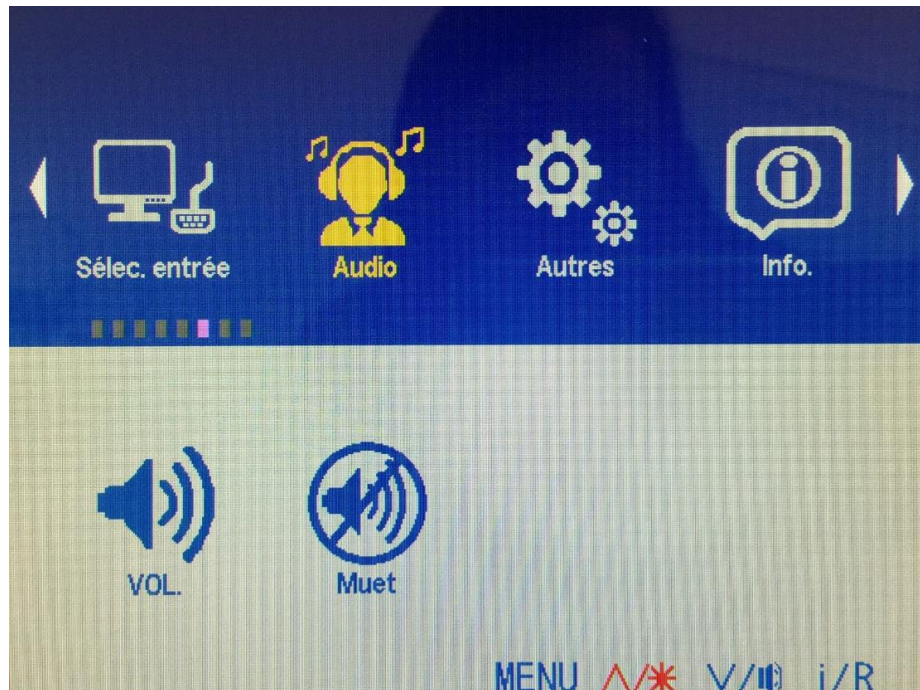 Sélec. entrée
Audio
Autres
Info.
VOL.
Muet
MENU ∧/✳ ∨/🔊 i/R